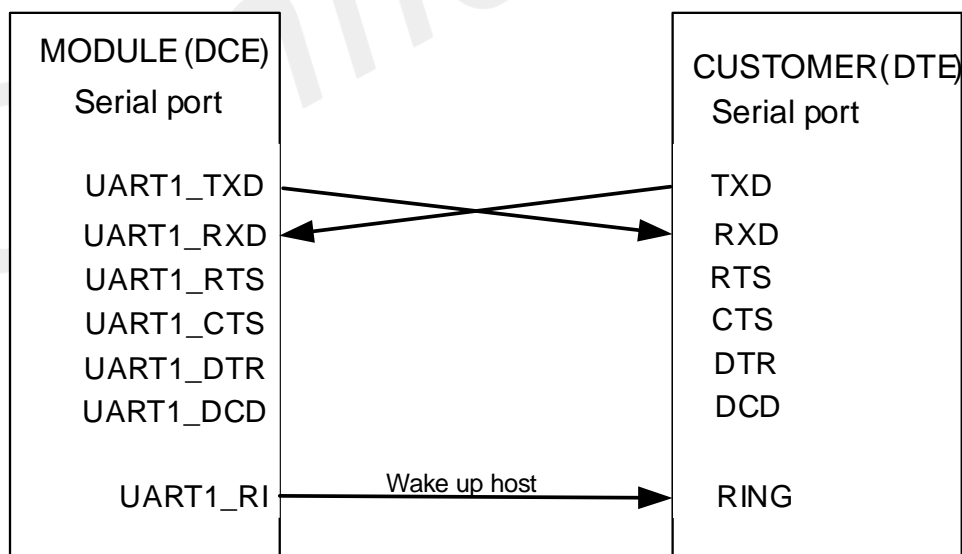 MODULE (DCE)
Serial port
UART1_TXD
UART1_RXD
UART1_RTS
UART1_CTS
UART1_DTR
UART1_DCD
UART1_RI
Wake up host
CUSTOMER(DTE)
Serial port
TXD
RXD
RTS
CTS
DTR
DCD
RING